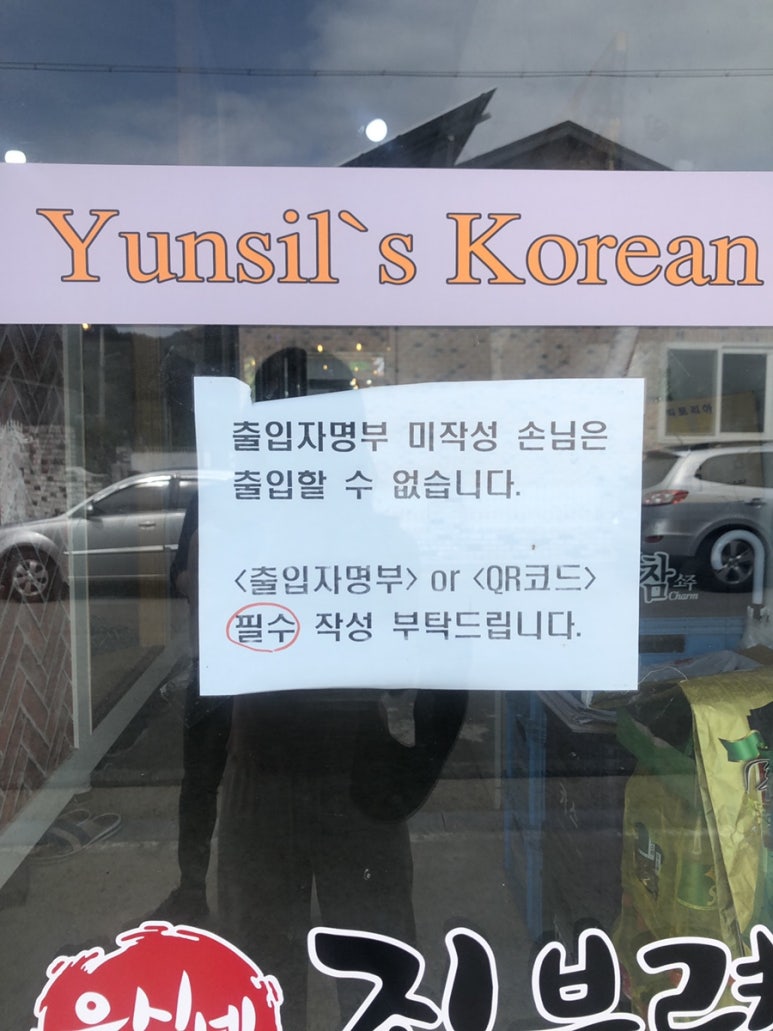 Yunsil`s Korean
출입자명부 미작성 손님은
출입할 수 없습니다.
<출입자명부> or <QR코드>
필수 작성 부탁드립니다.
참 소주
Charm